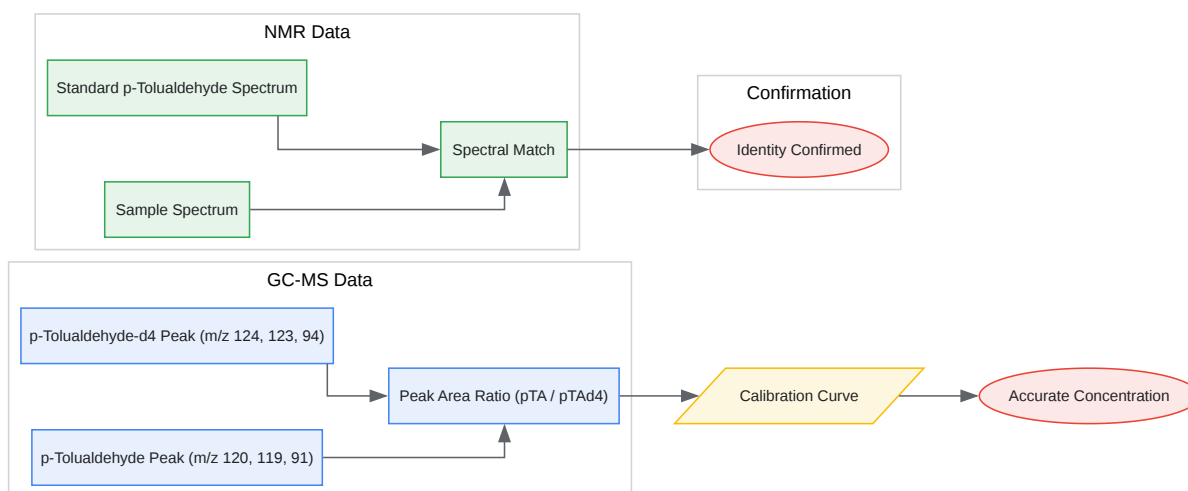 NMR Data
Standard p-Tolualdehyde Spectrum
Spectral Match
Sample Spectrum
Confirmation
Identity Confirmed
GC-MS Data
p-Tolualdehyde-d4 Peak (m/z 124, 123, 94)
Peak Area Ratio (pTA / pTAd4)
p-Tolualdehyde Peak (m/z 120, 119, 91)
Calibration Curve
Accurate Concentration